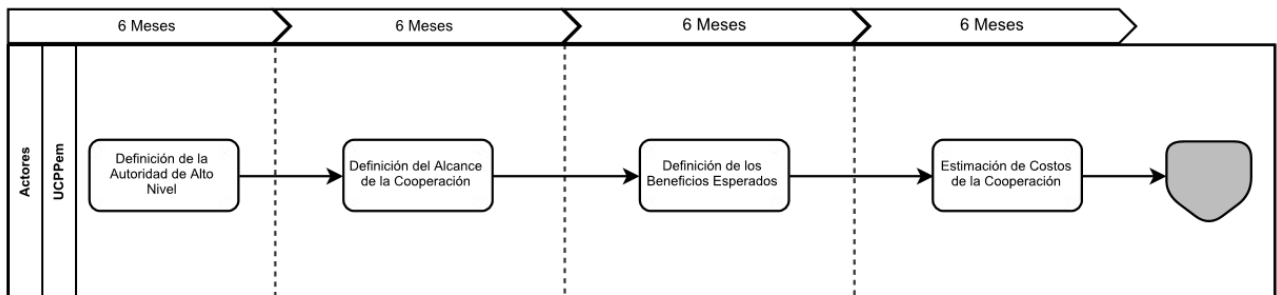 6 Meses
6 Meses
6 Meses
6 Meses
Actores
UCPPem
Definición de la
Autoridad de Alto
Nivel
Definición del Alcance
de la Cooperación
Definición de los
Beneficios Esperados
Estimación de Costos
de la Cooperación